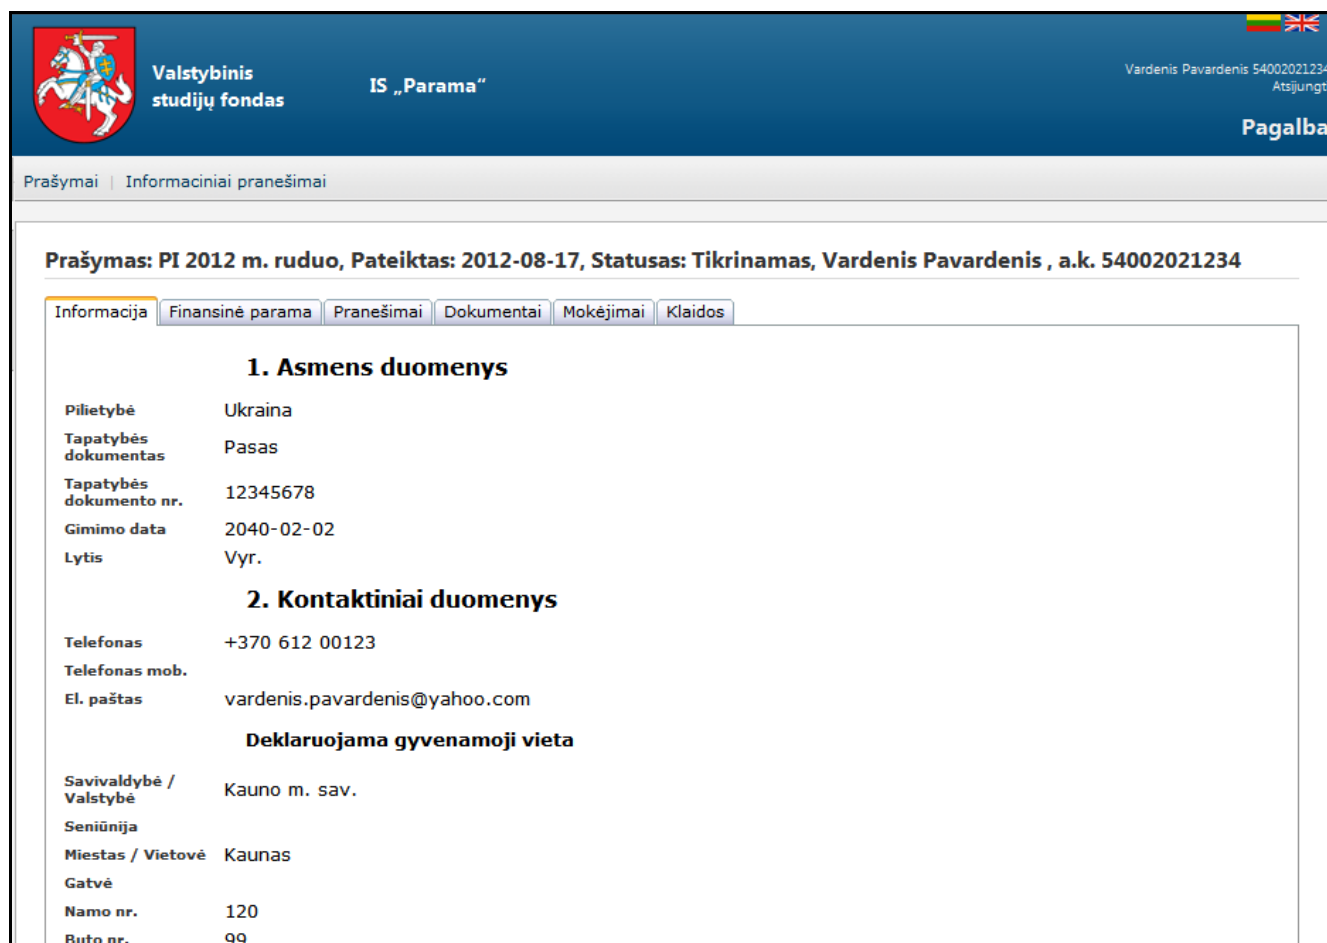 Valstybinis
studijų fondas
IS „Parama“
Vardenis Pavardenis 54002021234
Atsijungti
Pagalba
Prašymai | Informaciniai pranešimai
Prašymas: PI 2012 m. ruduo, Pateiktas: 2012-08-17, Statusas: Tikrinamas, Vardenis Pavardenis , a.k. 54002021234
Informacija Finansinė parama Pranešimai Dokumentai Mokėjimai Klaidos
1. Asmens duomenys
Pilietybė Ukraina
Tapatybės
dokumentas Pasas
Tapatybės
dokumento nr. 12345678
Gimimo data 2040-02-02
Lytis Vyr.
2. Kontaktiniai duomenys
Telefonas +370 612 00123
Telefonas mob.
El. paštas vardenis.pavardenis@yahoo.com
Deklaruojama gyvenamoji vieta
Savivaldybė /
Valstybė Kauno m. sav.
Seniūnija
Miestas / Vietovė Kaunas
Gatvė
Namo nr. 120
Buto nr. 99